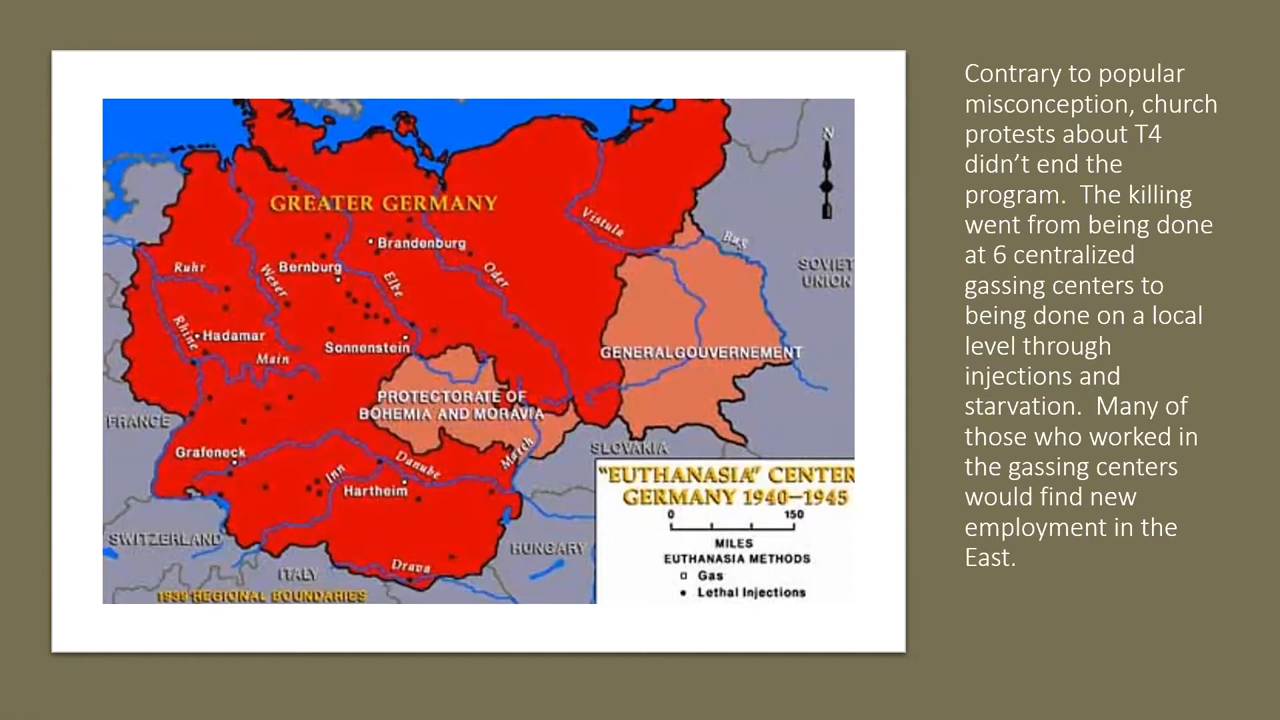 GREATER GERMANY
N
Vistula
Bug
Brandenburg
Ruhr
Bernburg
Weser
Elbe
Oder
SOVIET
UNION
Rhine
Hadamar
Sonnenstein
Main
GENERALGOUVERNEMENT
PROTECTORATE OF
BOHEMIA AND MORAVIA
FRANCE
Grafeneck
Inn
Danube
March
SLOVAKIA
Hartheim
SWITZERLAND
ITALY
HUNGARY
Drava
1939 REGIONAL BOUNDARIES
"EUTHANASIA" CENTER
GERMANY 1940–1945
0 150
MILES
EUTHANASIA METHODS
Gas
Lethal Injections
Contrary to popular
misconception, church
protests about T4
didn’t end the
program. The killing
went from being done
at 6 centralized
gassing centers to
being done on a local
level through
injections and
starvation. Many of
those who worked in
the gassing centers
would find new
employment in the
East.